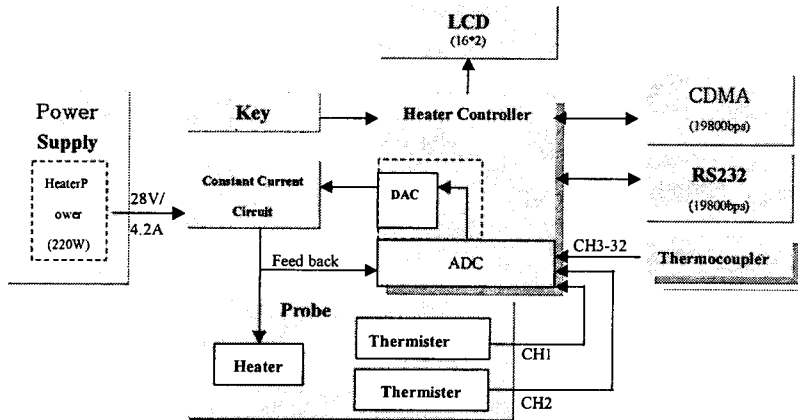 LCD
(16*2)
Power
Supply
HeaterP
ower
(220W)
28V/
4.2A
Key
Heater Controller
CDMA
(19800bps)
Constant Current
Circuit
DAC
RS232
(19800bps)
Feed back
ADC
CH3-32
Thermocoupler
Probe
Heater
Thermister
CH1
Thermister
CH2